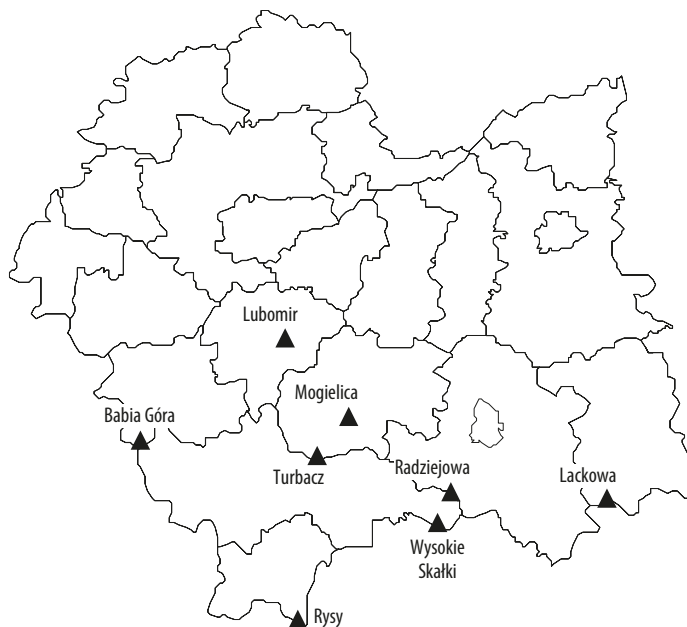 Lubomir
Mogielica
Babia Góra
Turbacz
Radziejowa
Lackowa
Wysokie
Skałki
Rysy